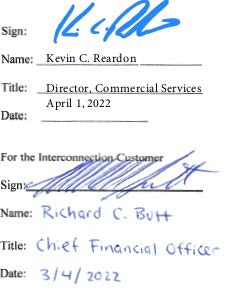 Sign:
Name: Kevin C. Reardon
Title: Director, Commercial Services
April 1, 2022
Date:
For the Interconnection Customer
Sign:
Name: Richard C. Butt
Title: Chief Financial Officer
Date: 3/4/2022